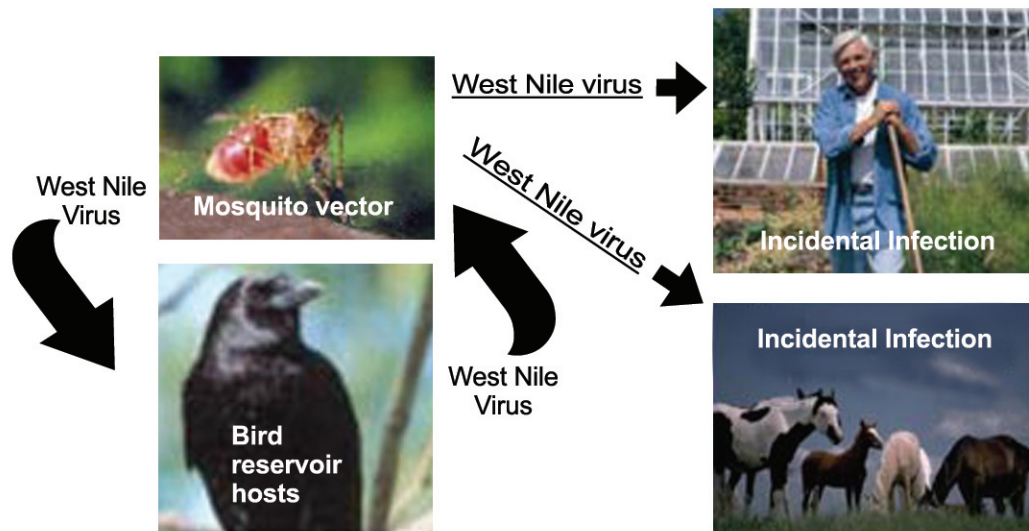 West Nile virus
West Nile virus
West Nile
Virus
Mosquito vector
Incidental Infection
West Nile
Virus
Bird
reservoir
hosts
Incidental Infection